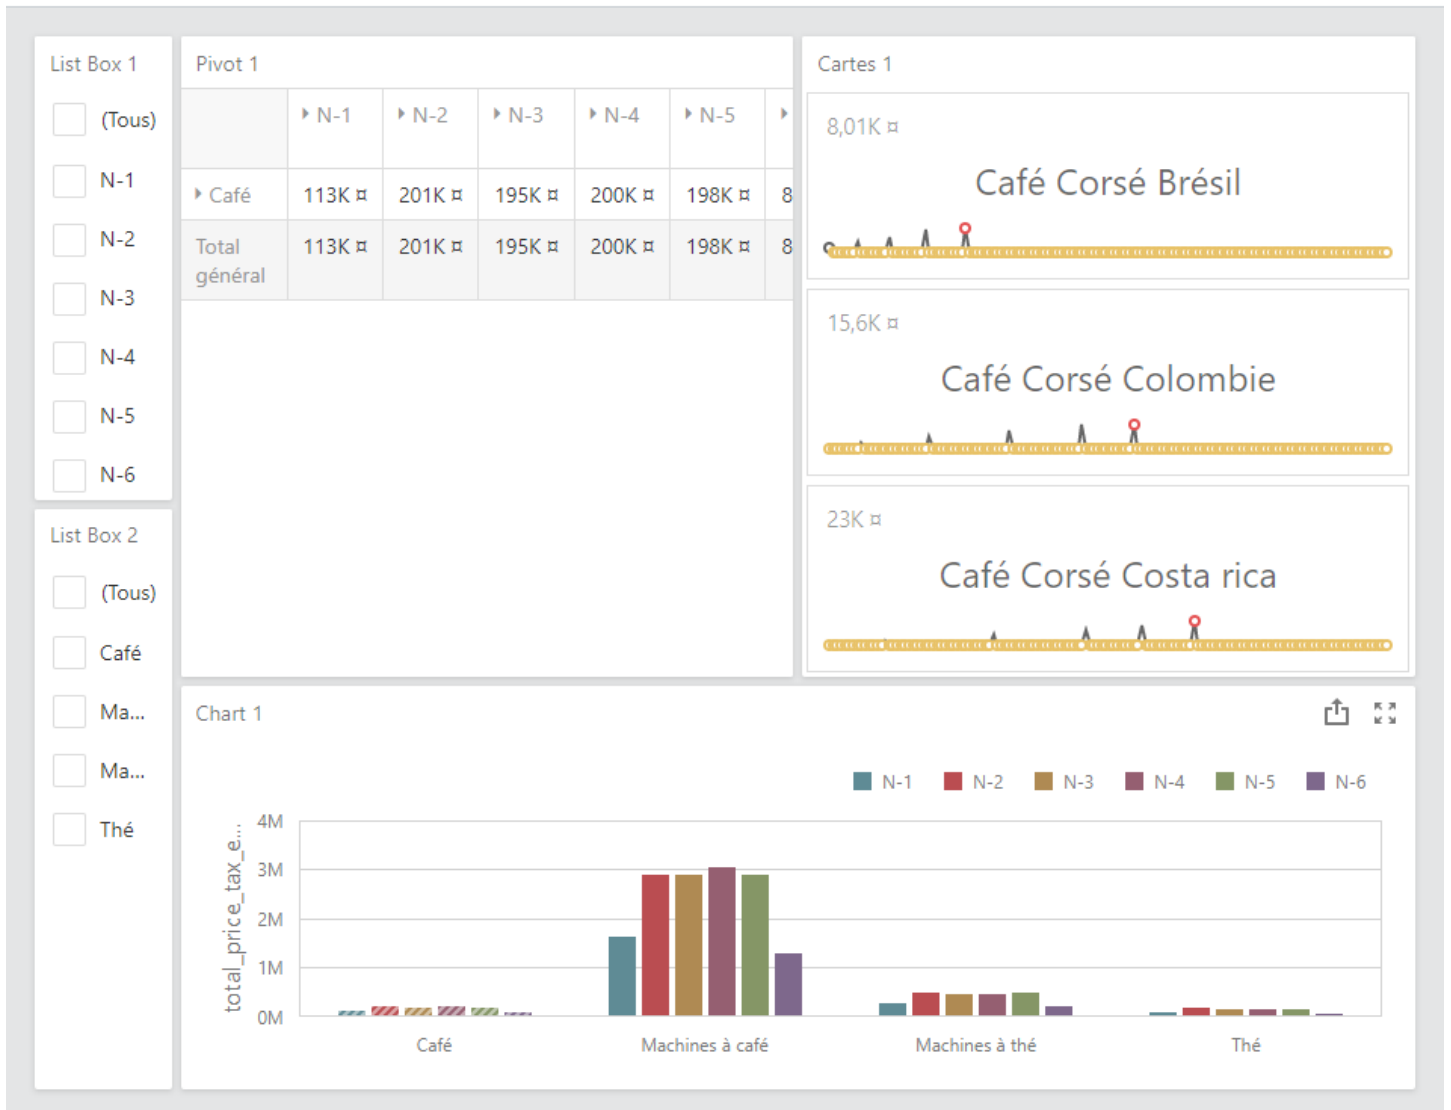 List Box 1
(Tous)
N-1
N-2
N-3
N-4
N-5
N-6
List Box 2
(Tous)
Café
Ma...
Ma...
Thé
Pivot 1
N-1 N-2 N-3 N-4 N-5
Café 113K ¤ 201K ¤ 195K ¤ 200K ¤ 198K ¤ 8
Total
général 113K ¤ 201K ¤ 195K ¤ 200K ¤ 198K ¤ 8
Cartes 1
8,01K ¤
Café Corsé Brésil
15,6K ¤
Café Corsé Colombie
23K ¤
Café Corsé Costa rica
Chart 1
N-1 N-2 N-3 N-4 N-5 N-6
total_price_tax_e...
4M
3M
2M
1M
0M
Café Machines à café Machines à thé Thé